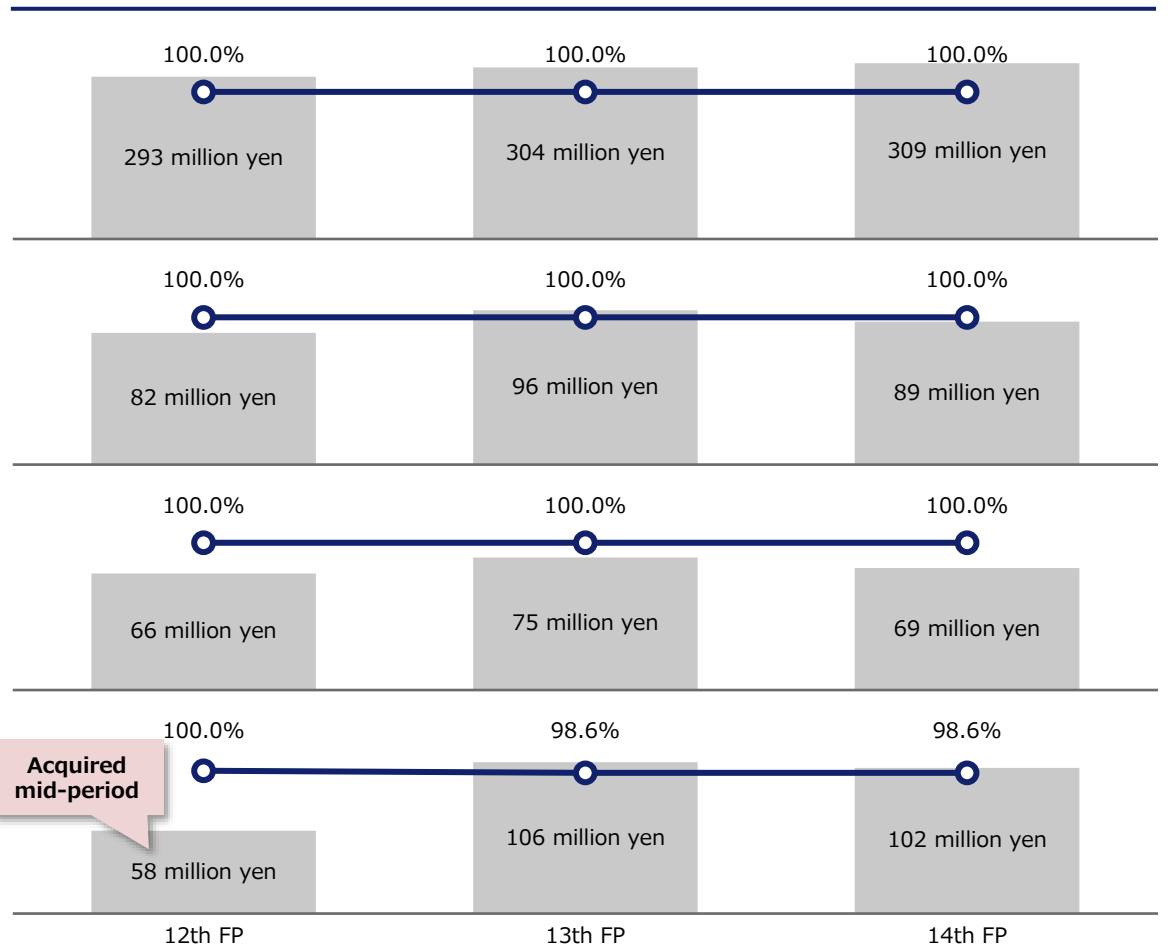 100.0% 100.0% 100.0%
293 million yen 304 million yen 309 million yen
100.0% 100.0% 100.0%
82 million yen 96 million yen 89 million yen
100.0% 100.0% 100.0%
66 million yen 75 million yen 69 million yen
100.0% 98.6% 98.6%
Acquired
mid-period
58 million yen 106 million yen 102 million yen
12th FP 13th FP 14th FP